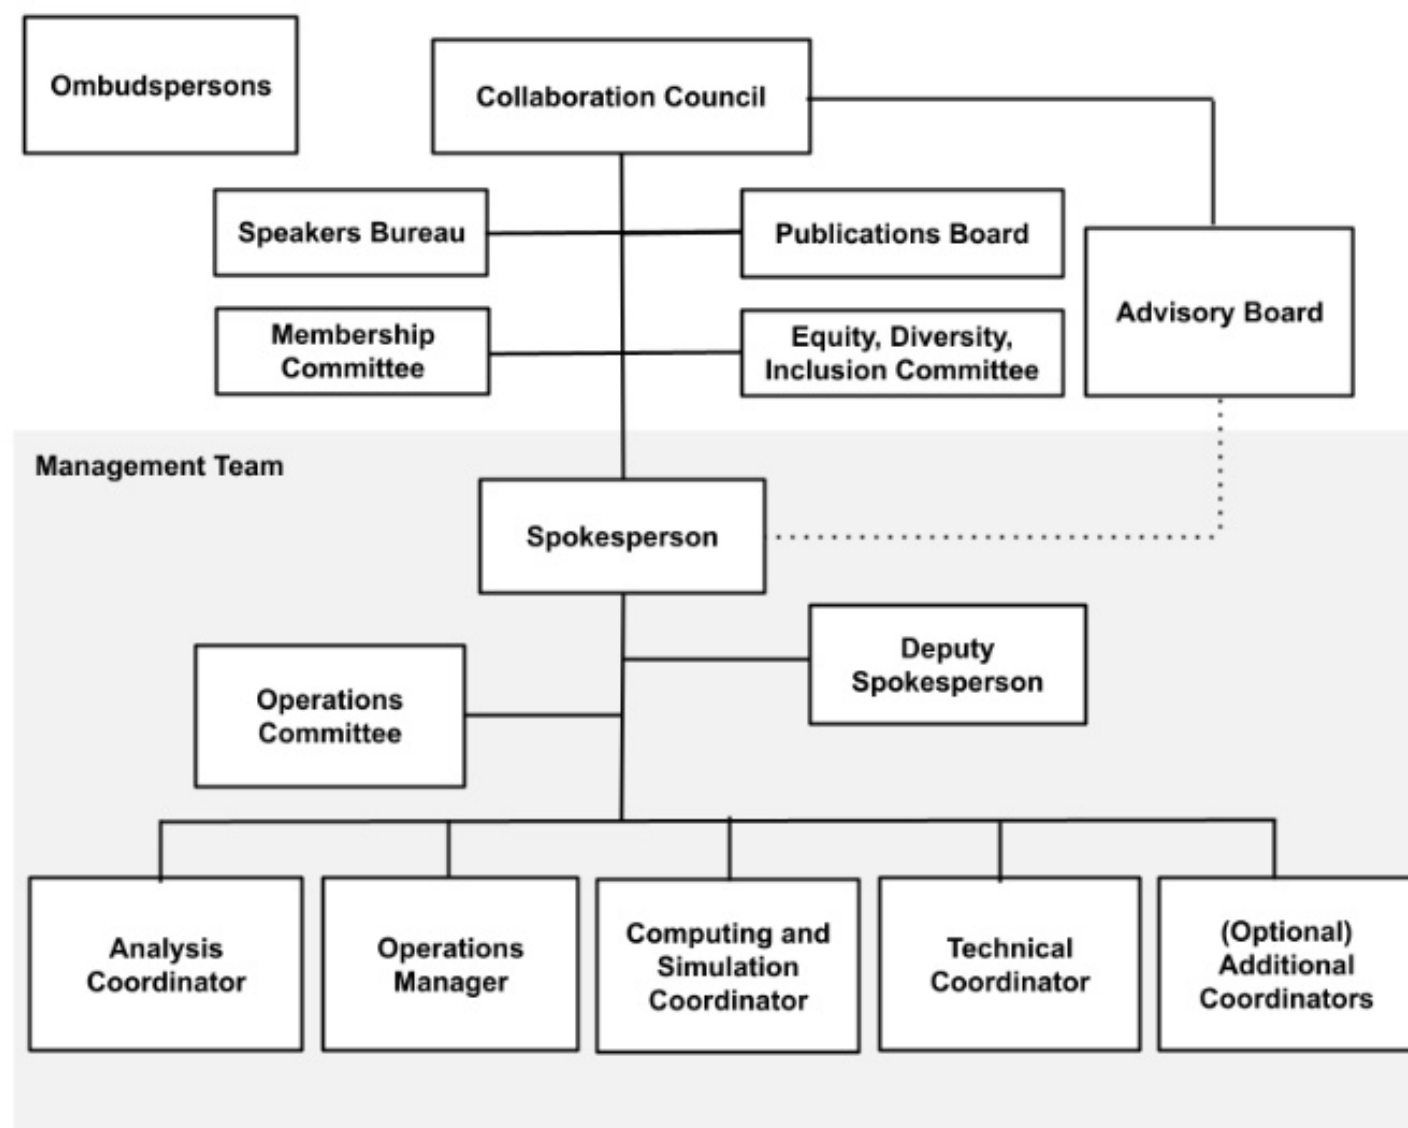 Ombudspersons
Collaboration Council
Speakers Bureau
Publications Board
Membership
Committee
Equity, Diversity,
Inclusion Committee
Advisory Board
Management Team
Spokesperson
Deputy
Spokesperson
Operations
Committee
Analysis
Coordinator
Operations
Manager
Computing and
Simulation
Coordinator
Technical
Coordinator
(Optional)
Additional
Coordinators